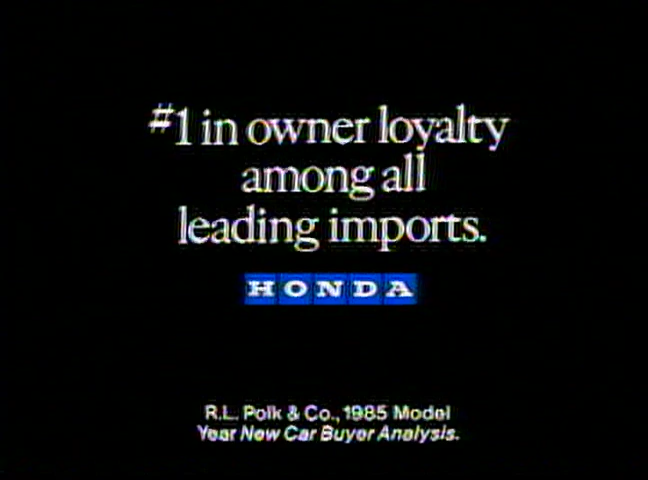 #1 in owner loyalty
among all
leading imports.
HONDA
R.L. Polk & Co., 1985 Model
Year New Car Buyer Analysis.